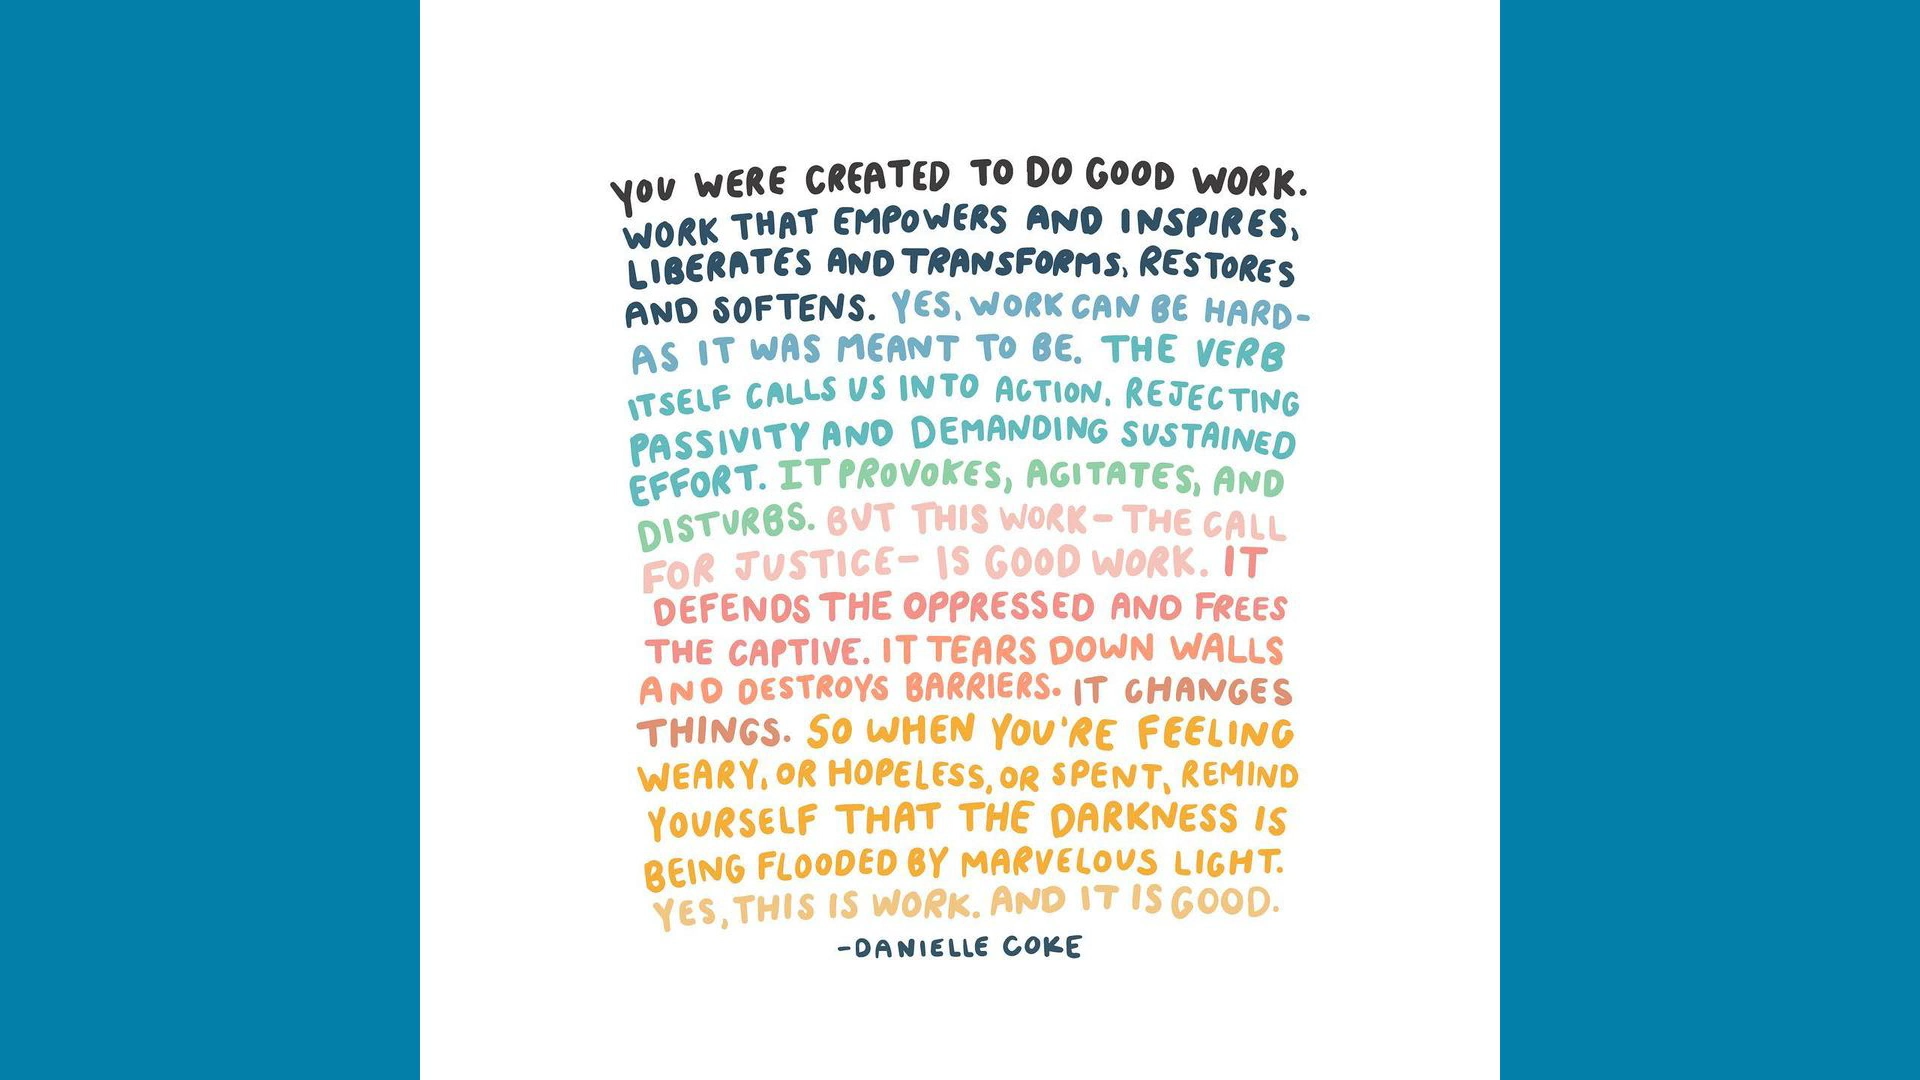 YOU WERE CREATED TO DO GOOD WORK.
WORK THAT EMPOWERS AND INSPIRES,
LIBERATES AND TRANSFORMS, RESTORES
AND SOFTENS. YES, WORK CAN BE HARD-
AS IT WAS MEANT TO BE. THE VERB
ITSELF CALLS US INTO ACTION, REJECTING
PASSIVITY AND DEMANDING SUSTAINED
EFFORT. IT PROVOKES, AGITATES, AND
DISTURBS. BUT THIS WORK- THE CALL
FOR JUSTICE- IS GOOD WORK. IT
DEFENDS THE OPPRESSED AND FREES
THE CAPTIVE. IT TEARS DOWN WALLS
AND DESTROYS BARRIERS. IT CHANGES
THINGS. SO WHEN YOU'RE FEELING
WEARY, OR HOPELESS, OR SPENT, REMIND
YOURSELF THAT THE DARKNESS IS
BEING FLOODED BY MARVELOUS LIGHT.
YES, THIS IS WORK. AND IT IS GOOD.
-DANIELLE COKE